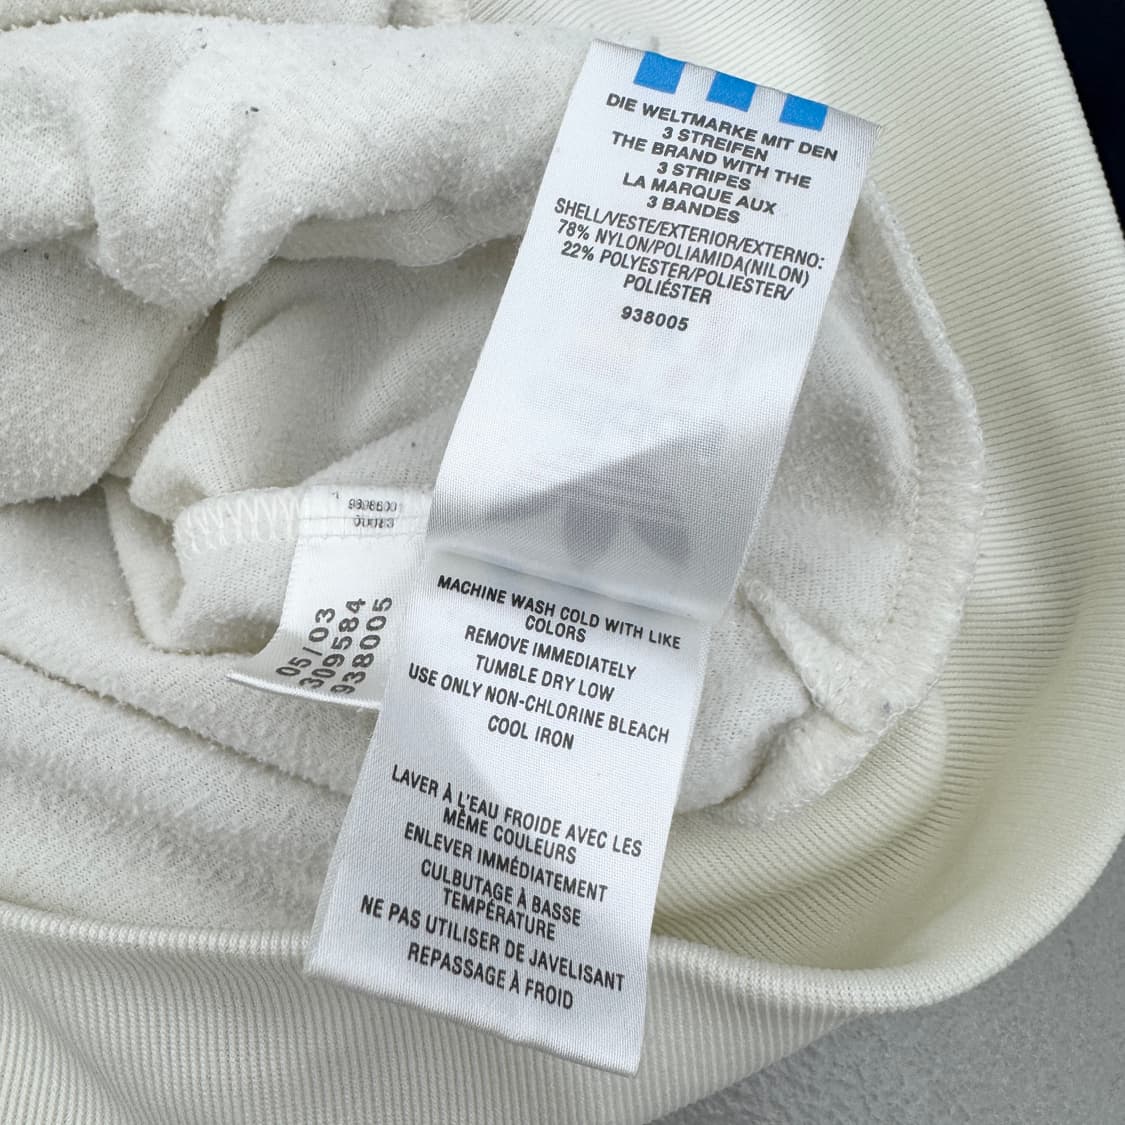 DIE WELTMARKE MIT DEN
3 STREIFEN
THE BRAND WITH THE
3 STRIPES
LA MARQUE AUX
3 BANDES
SHELL/VESTE/EXTERIOR/EXTERNO:
78% NYLON/POLIAMIDA(NILON)
22% POLYESTER/POLIESTER/
POLIÉSTER
938005
05/03
309584
938005
MACHINE WASH COLD WITH LIKE
COLORS
REMOVE IMMEDIATELY
TUMBLE DRY LOW
USE ONLY NON-CHLORINE BLEACH
COOL IRON
LAVER À L'EAU FROIDE AVEC LES
MÊME COULEURS
ENLEVER IMMÉDIATEMENT
CULBUTAGE À BASSE
TEMPÉRATURE
NE PAS UTILISER DE JAVELISANT
REPASSAGE À FROID